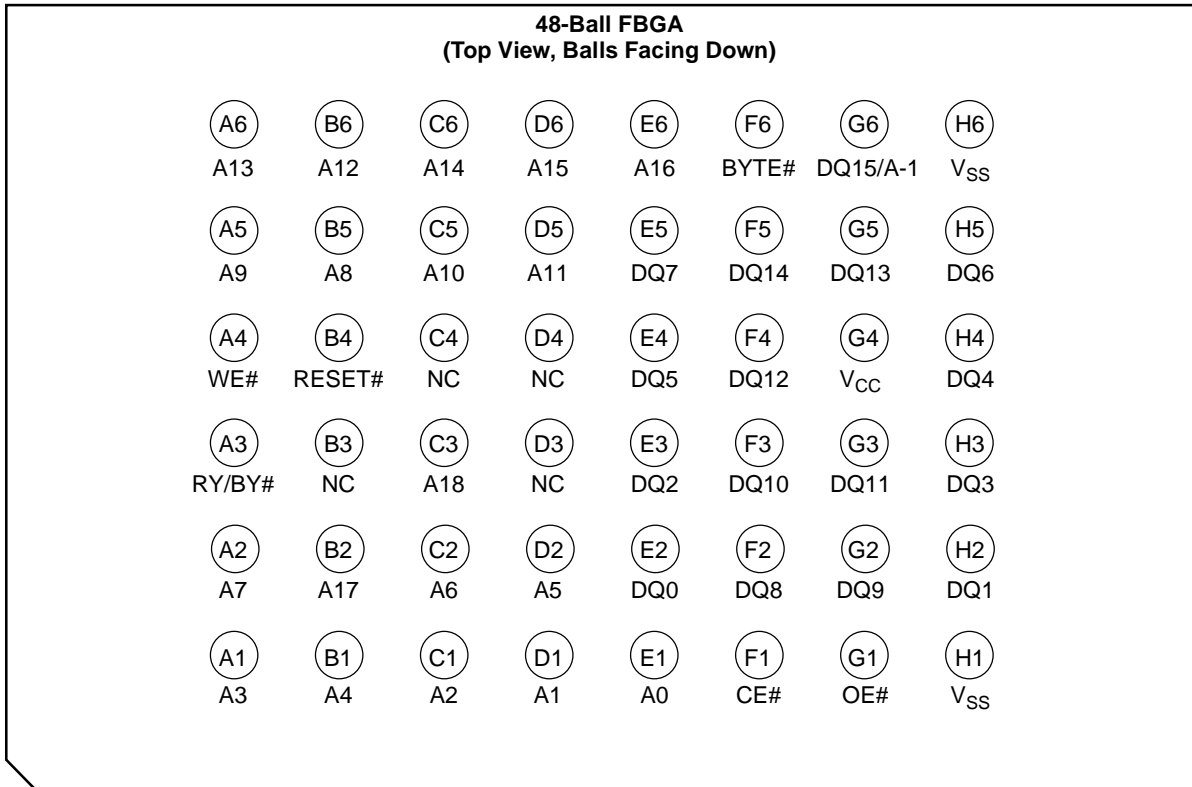 48-Ball FBGA
(Top View, Balls Facing Down)
A6 B6 C6 D6 E6 F6 G6 H6
A13 A12 A14 A15 A16 BYTE# DQ15/A-1 VSS
A5 B5 C5 D5 E5 F5 G5 H5
A9 A8 A10 A11 DQ7 DQ14 DQ13 DQ6
A4 B4 C4 D4 E4 F4 G4 H4
WE# RESET# NC NC DQ5 DQ12 VCC DQ4
A3 B3 C3 D3 E3 F3 G3 H3
RY/BY# NC A18 NC DQ2 DQ10 DQ11 DQ3
A2 B2 C2 D2 E2 F2 G2 H2
A7 A17 A6 A5 DQ0 DQ8 DQ9 DQ1
A1 B1 C1 D1 E1 F1 G1 H1
A3 A4 A2 A1 A0 CE# OE# VSS